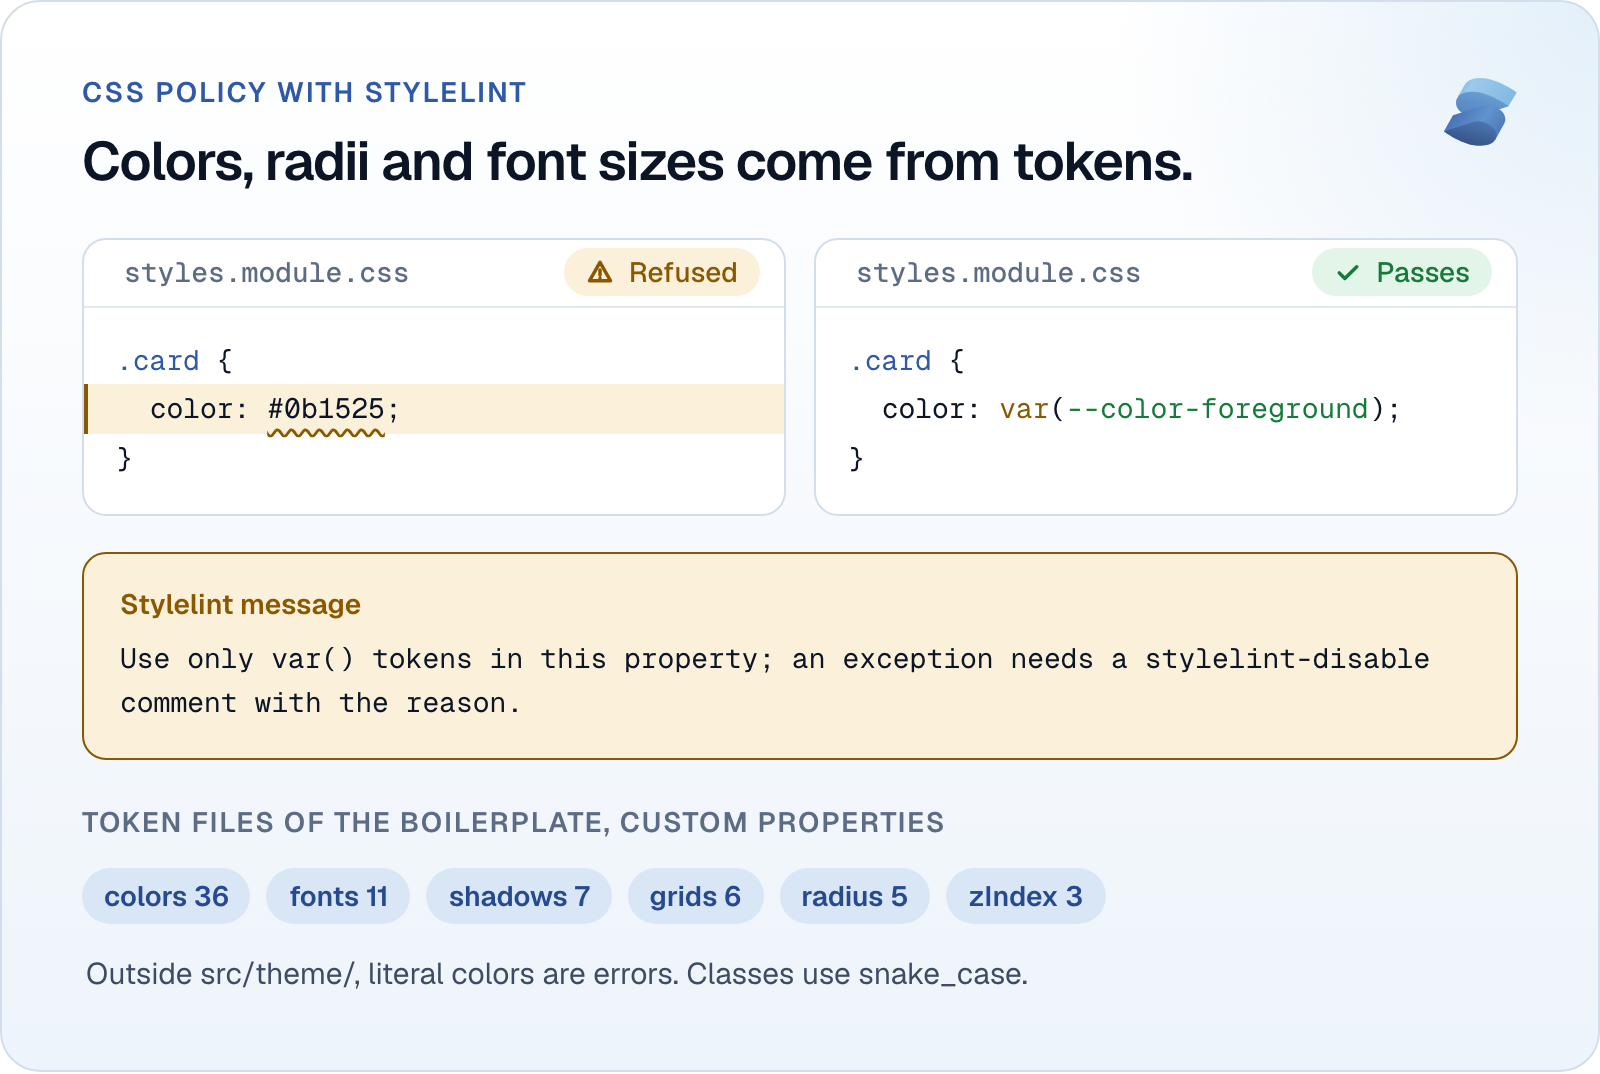 CSS POLICY WITH STYLELINT
Colors, radii and font sizes come from tokens.
styles.module.css
Refused
.card {
  color: #0b1525;
}
styles.module.css
Passes
.card {
  color: var(--color-foreground);
}
Stylelint message
Use only var() tokens in this property; an exception needs a stylelint-disable
comment with the reason.
TOKEN FILES OF THE BOILERPLATE, CUSTOM PROPERTIES
colors 36
fonts 11
shadows 7
grids 6
radius 5
zIndex 3
Outside src/theme/, literal colors are errors. Classes use snake_case.